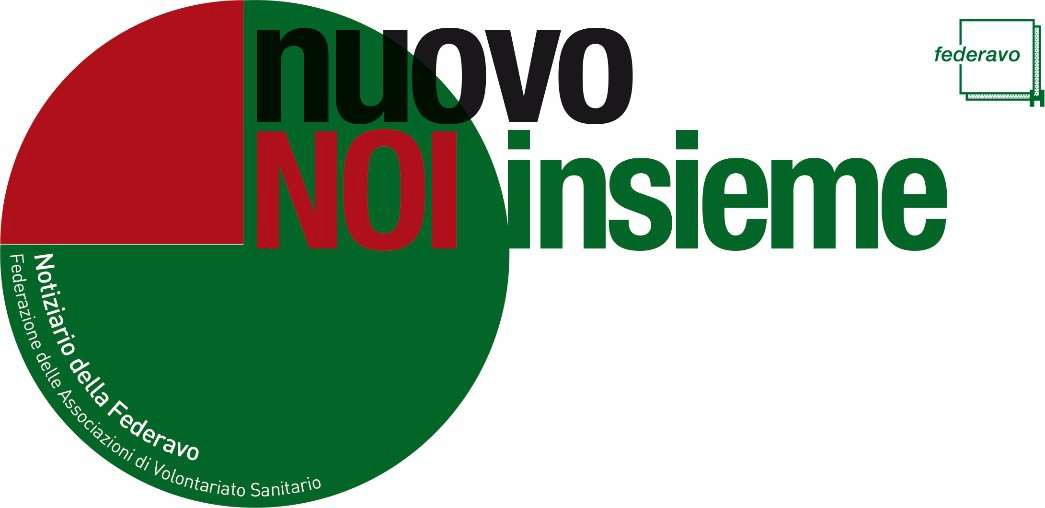 nuovo
NOI insieme
federavo
Notiziario della Federavo
Federazione delle Associazioni di Volontariato Sanitario